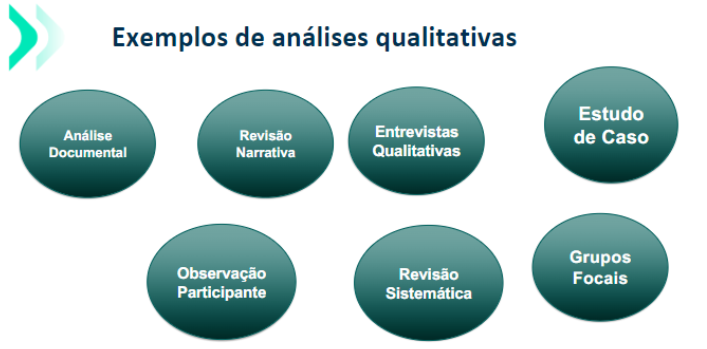 Exemplos de análises qualitativas
Análise
Documental
Revisão
Narrativa
Entrevistas
Qualitativas
Estudo
de Caso
Observação
Participante
Revisão
Sistemática
Grupos
Focais